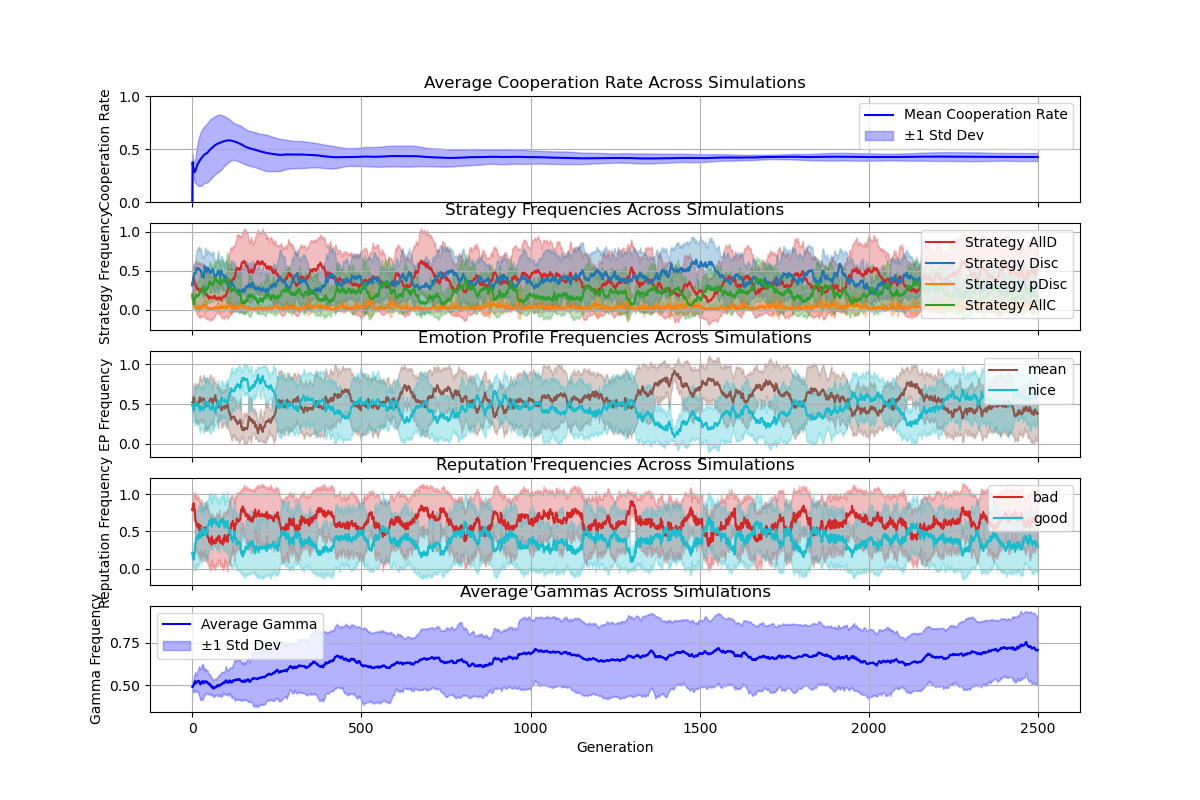 Average Cooperation Rate Across Simulations
Cooperation Rate
1.0
0.5
0.0
Mean Cooperation Rate
±1 Std Dev
Strategy Frequencies Across Simulations
Strategy Frequency
1.0
0.5
0.0
Strategy AllD
Strategy Disc
Strategy pDisc
Strategy AllC
Emotion Profile Frequencies Across Simulations
EP Frequency
1.0
0.5
0.0
mean
nice
Reputation Frequencies Across Simulations
Reputation Frequency
1.0
0.5
0.0
bad
good
Average Gammas Across Simulations
Gamma Frequency
0.75
0.50
Average Gamma
±1 Std Dev
0 500 1000 1500 2000 2500
Generation